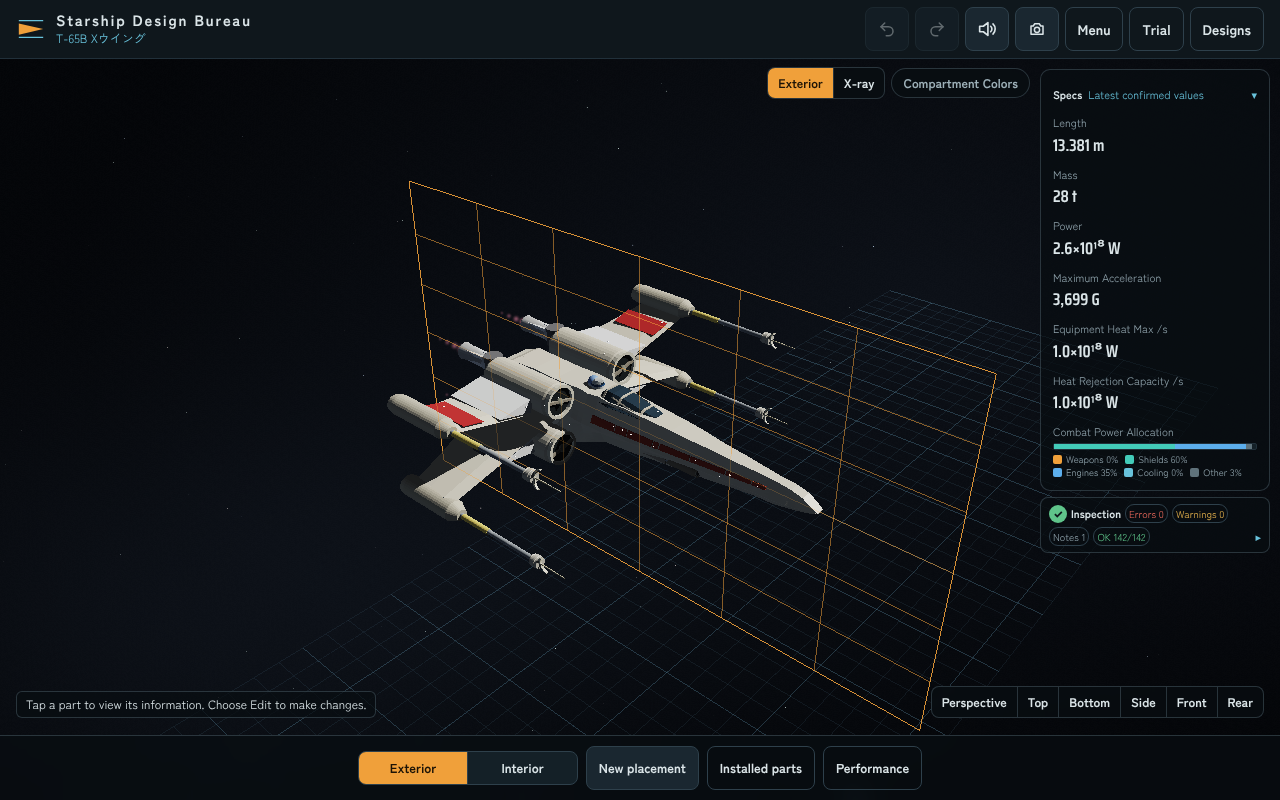 Starship Design Bureau
T-65B Xウイング
Menu
Trial
Designs
Exterior
X-ray
Compartment Colors
Specs Latest confirmed values
Length
13.381 m
Mass
28 t
Power
2.6×10¹⁸ W
Maximum Acceleration
3,699 G
Equipment Heat Max /s
1.0×10¹⁸ W
Heat Rejection Capacity /s
1.0×10¹⁸ W
Combat Power Allocation
Weapons 0% Shields 60%
Engines 35% Cooling 0% Other 3%
Inspection Errors 0 Warnings 0
Notes 1 OK 142/142
Tap a part to view its information. Choose Edit to make changes.
Perspective Top Bottom Side Front Rear
Exterior Interior New placement Installed parts Performance